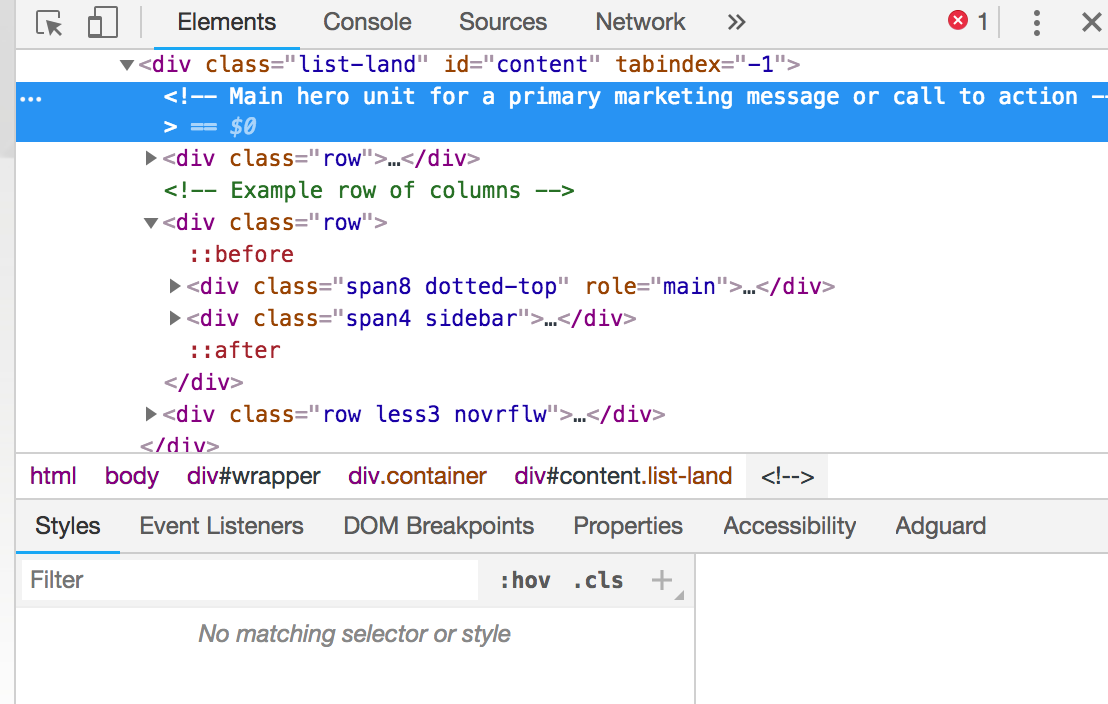 Elements Console Sources Network » 1
<div class="list-land" id="content" tabindex="-1">
... <!-- Main hero unit for a primary marketing message or call to action --
> == $0
<div class="row">…</div>
<!-- Example row of columns -->
<div class="row">
::before
<div class="span8 dotted-top" role="main">…</div>
<div class="span4 sidebar">…</div>
::after
</div>
<div class="row less3 novrflw">…</div>
</div>
html body div#wrapper div.container div#content.list-land <!-->
Styles Event Listeners DOM Breakpoints Properties Accessibility Adguard
Filter :hov .cls +
No matching selector or style